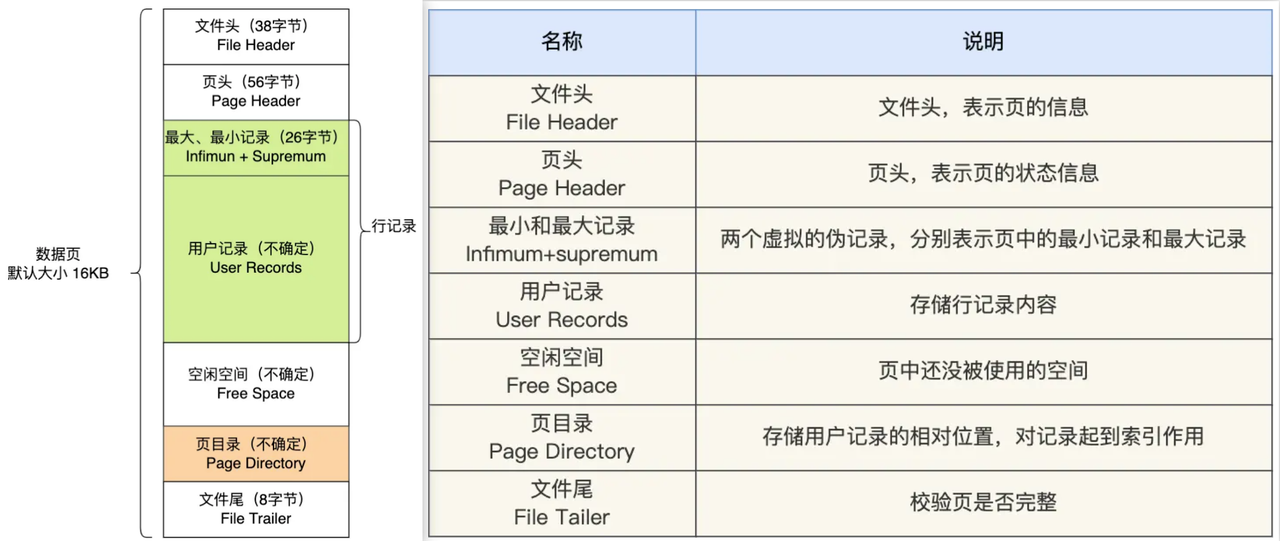 文件头（38字节）
File Header
页头（56字节）
Page Header
最大、最小记录（26字节）
Infimun + Supremum
用户记录（不确定）
User Records
行记录
数据页
默认大小 16KB
空闲空间（不确定）
Free Space
页目录（不确定）
Page Directory
文件尾（8字节）
File Trailer
名称
说明
文件头
File Header
文件头，表示页的信息
页头
Page Header
页头，表示页的状态信息
最小和最大记录
Infimum+supremum
两个虚拟的伪记录，分别表示页中的最小记录和最大记录
用户记录
User Records
存储行记录内容
空闲空间
Free Space
页中还没被使用的空间
页目录
Page Directory
存储用户记录的相对位置，对记录起到索引作用
文件尾
File Tailer
校验页是否完整